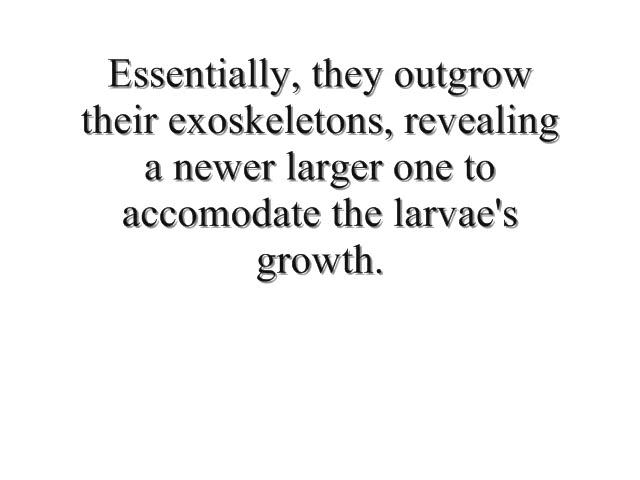 Essentially, they outgrow
their exoskeletons, revealing
a newer larger one to
accomodate the larvae's
growth.